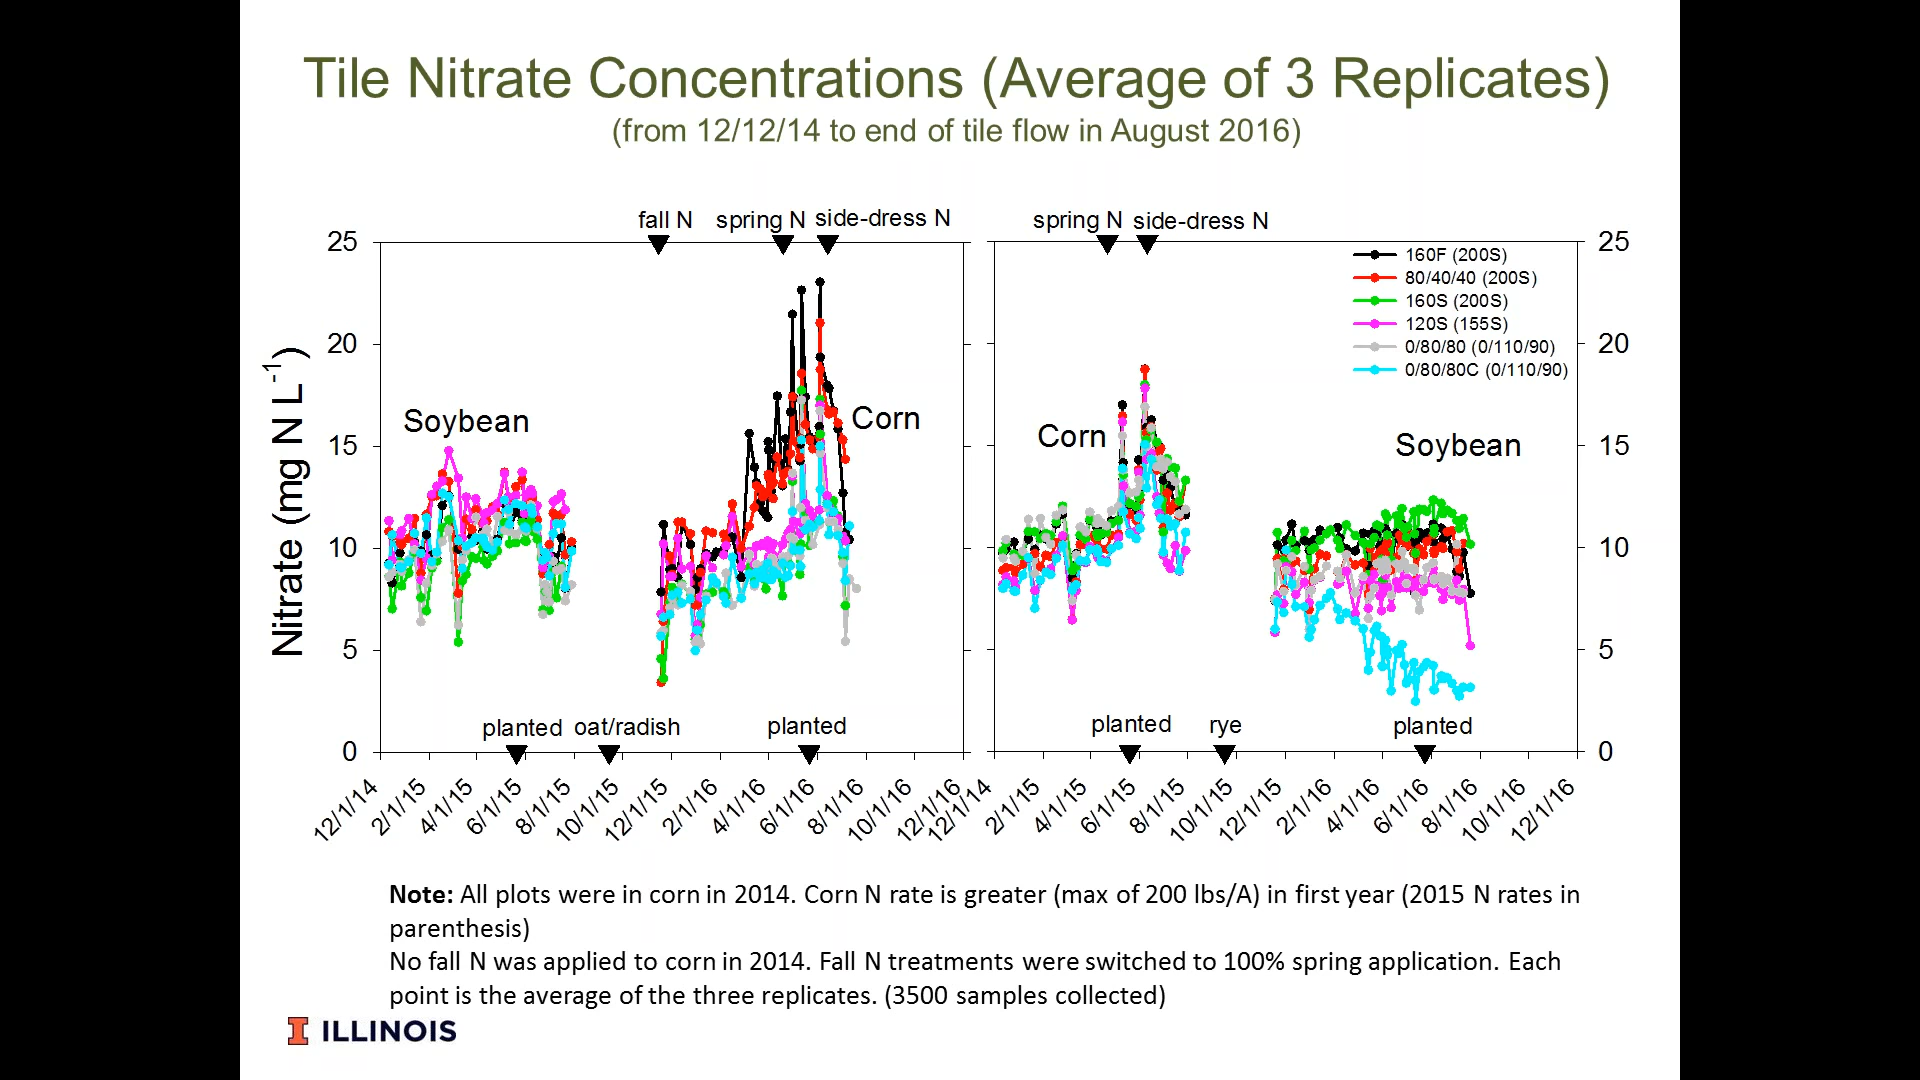 Tile Nitrate Concentrations (Average of 3 Replicates)
(from 12/12/14 to end of tile flow in August 2016)
fall N spring N side-dress N
spring N side-dress N
Nitrate (mg N L-1)
25
20
15
10
5
0
Soybean
Corn
planted oat/radish planted
12/1/14 2/1/15 4/1/15 6/1/15 8/1/15 10/1/15 12/1/15 2/1/16 4/1/16 6/1/16 8/1/16 10/1/16 12/1/16
160F (200S)
80/40/40 (200S)
160S (200S)
120S (155S)
0/80/80 (0/110/90)
0/80/80C (0/110/90)
Corn
Soybean
planted rye planted
12/1/14 2/1/15 4/1/15 6/1/15 8/1/15 10/1/15 12/1/15 2/1/16 4/1/16 6/1/16 8/1/16 10/1/16 12/1/16
25
20
15
10
5
0
Note: All plots were in corn in 2014. Corn N rate is greater (max of 200 lbs/A) in first year (2015 N rates in
parenthesis)
No fall N was applied to corn in 2014. Fall N treatments were switched to 100% spring application. Each
point is the average of the three replicates. (3500 samples collected)
I ILLINOIS